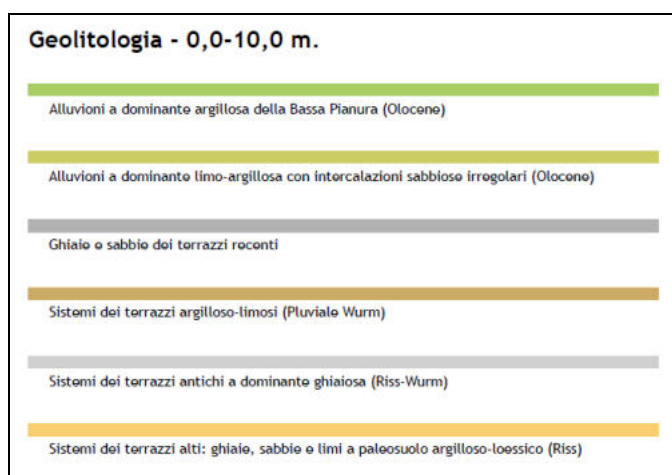 Geolitologia - 0,0-10,0 m.
Alluvioni a dominante argillosa della Bassa Pianura (Olocene)
Alluvioni a dominante limo-argillosa con intercalazioni sabbiose irregolari (Olocene)
Ghiaie e sabbie dei terrazzi recenti
Sistemi dei terrazzi argilloso-limosi (Pluviale Wurm)
Sistemi dei terrazzi antichi a dominante ghiaiosa (Riss-Wurm)
Sistemi dei terrazzi alti: ghiaie, sabbie e limi a paleosuolo argilloso-loessico (Riss)